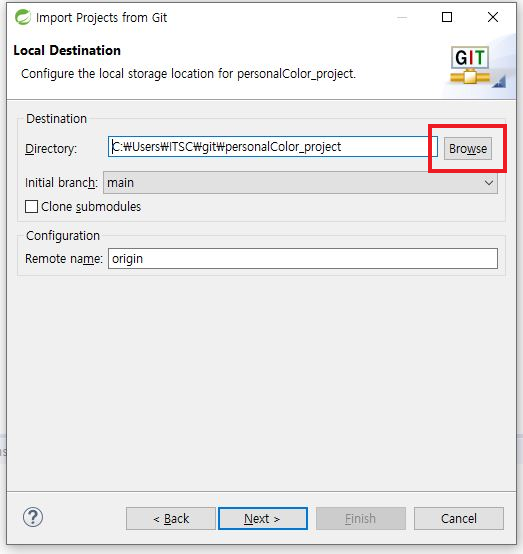 Import Projects from Git
Local Destination
Configure the local storage location for personalColor_project.
GIT
Destination
Directory: C:₩Users₩ITSC₩git₩personalColor_project Browse
Initial branch: main
Clone submodules
Configuration
Remote name: origin
? < Back Next > Finish Cancel